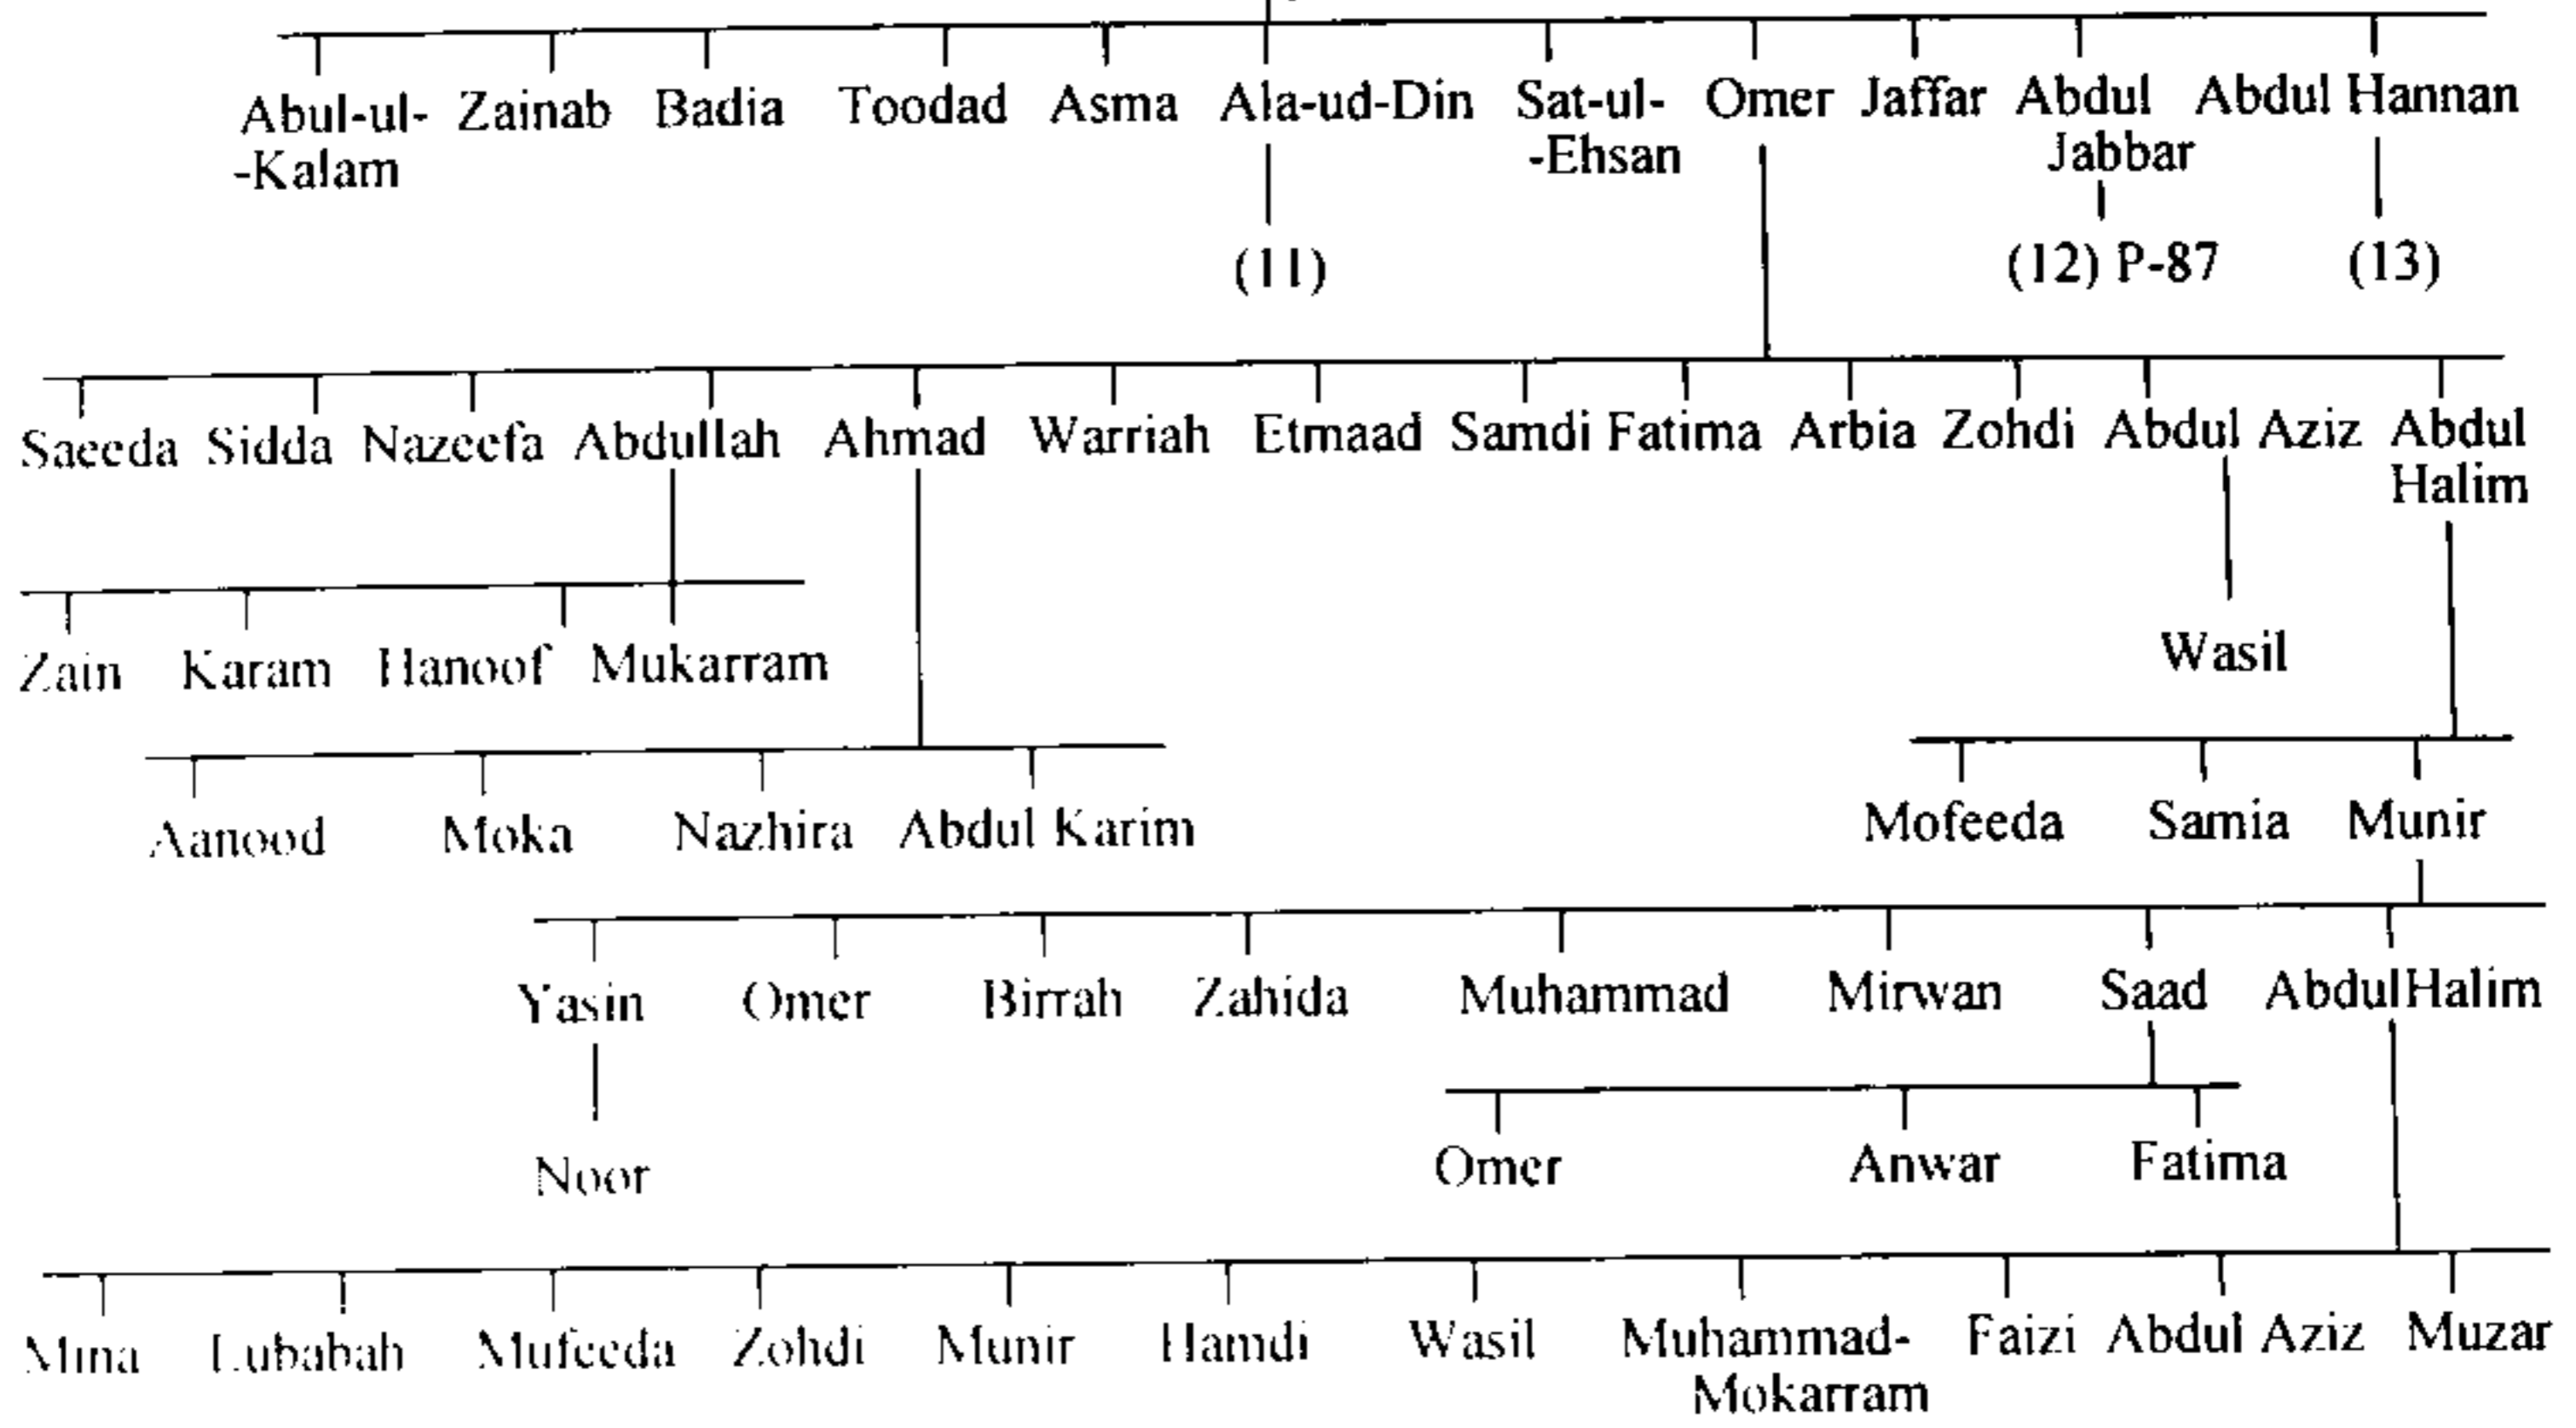 Abul-ul- Zainab Badia Toodad Asma Ala-ud-Din Sat-ul- Omer Jaffar Abdul Abdul Hannan
-Kalam -Ehsan Jabbar
(11) (12) P-87 (13)
Saeeda Sidda Nazeefa Abdullah Ahmad Warriah Etmaad Samdi Fatima Arbia Zohdi Abdul Aziz Abdul
Halim
Zain Karam Hanoof Mukarram Wasil
Aanood Moka Nazhira Abdul Karim Mofeeda Samia Munir
Yasin Omer Birrah Zahida Muhammad Mirwan Saad Abdul Halim
Noor Omer Anwar Fatima
Mina Lubabah Mufeeda Zohdi Munir Hamdi Wasil Muhammad- Faizi Abdul Aziz Muzar
Mokarram